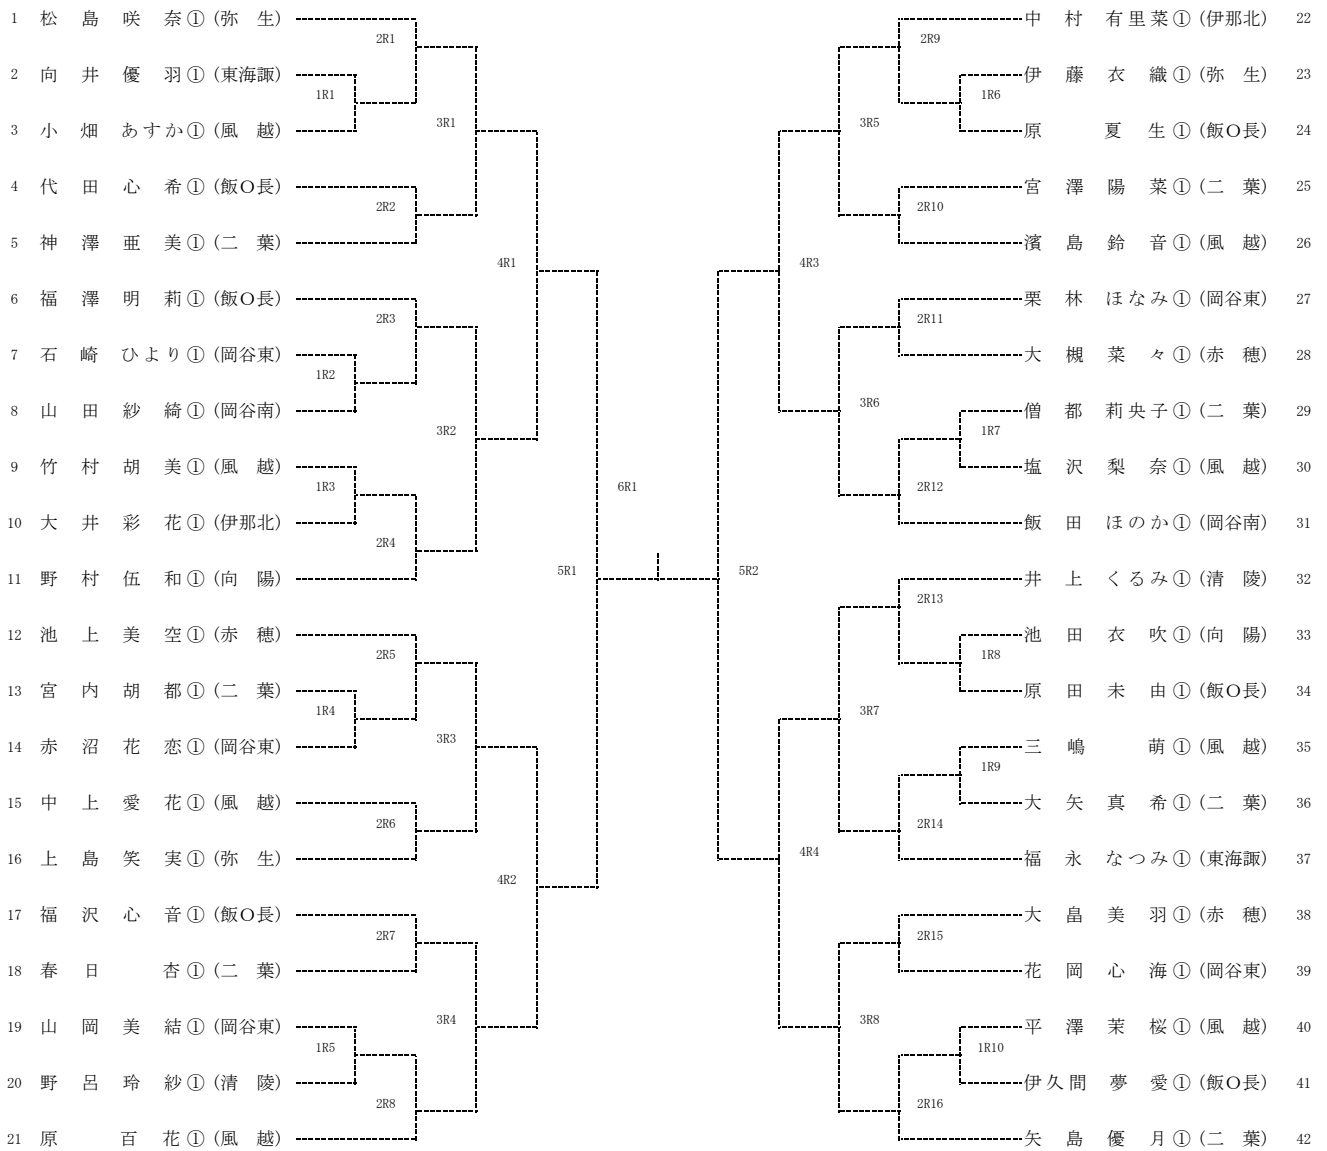 1 松島咲奈① (弥生)
2R1
2 向井優羽① (東海諏)
1R1
3 小畑あすか① (風越)
3R1
4 代田心希① (飯O長)
2R2
5 神澤亜美① (二葉)
4R1
6 福澤明莉① (飯O長)
2R3
7 石崎ひより① (岡谷東)
1R2
8 山田紗綺① (岡谷南)
3R2
9 竹村胡美① (風越)
1R3
10 大井彩花① (伊那北)
2R4
11 野村伍和① (向陽)
5R1
12 池上美空① (赤穂)
2R5
13 宮内胡都① (二葉)
1R4
14 赤沼花恋① (岡谷東)
3R3
15 中上愛花① (風越)
2R6
16 上島笑実① (弥生)
4R2
17 福沢心音① (飯O長)
2R7
18 春日杏① (二葉)
3R4
19 山岡美結① (岡谷東)
1R5
20 野呂玲紗① (清陵)
2R8
21 原百花① (風越)
6R1
中村有里菜① (伊那北) 22
2R9
伊藤衣織① (弥生) 23
1R6
原夏生① (飯O長) 24
3R5
宮澤陽菜① (二葉) 25
2R10
濱島鈴音① (風越) 26
4R3
栗林ほなみ① (岡谷東) 27
2R11
大槻菜々① (赤穂) 28
3R6
僧都莉央子① (二葉) 29
1R7
塩沢梨奈① (風越) 30
2R12
飯田ほのか① (岡谷南) 31
5R2
井上くるみ① (清陵) 32
2R13
池田衣吹① (向陽) 33
1R8
原田未由① (飯O長) 34
3R7
三嶋萌① (風越) 35
1R9
大矢真希① (二葉) 36
2R14
福永なつみ① (東海諏) 37
4R4
大畠美羽① (赤穂) 38
2R15
花岡心海① (岡谷東) 39
3R8
平澤茉桜① (風越) 40
1R10
伊久間夢愛① (飯O長) 41
2R16
矢島優月① (二葉) 42